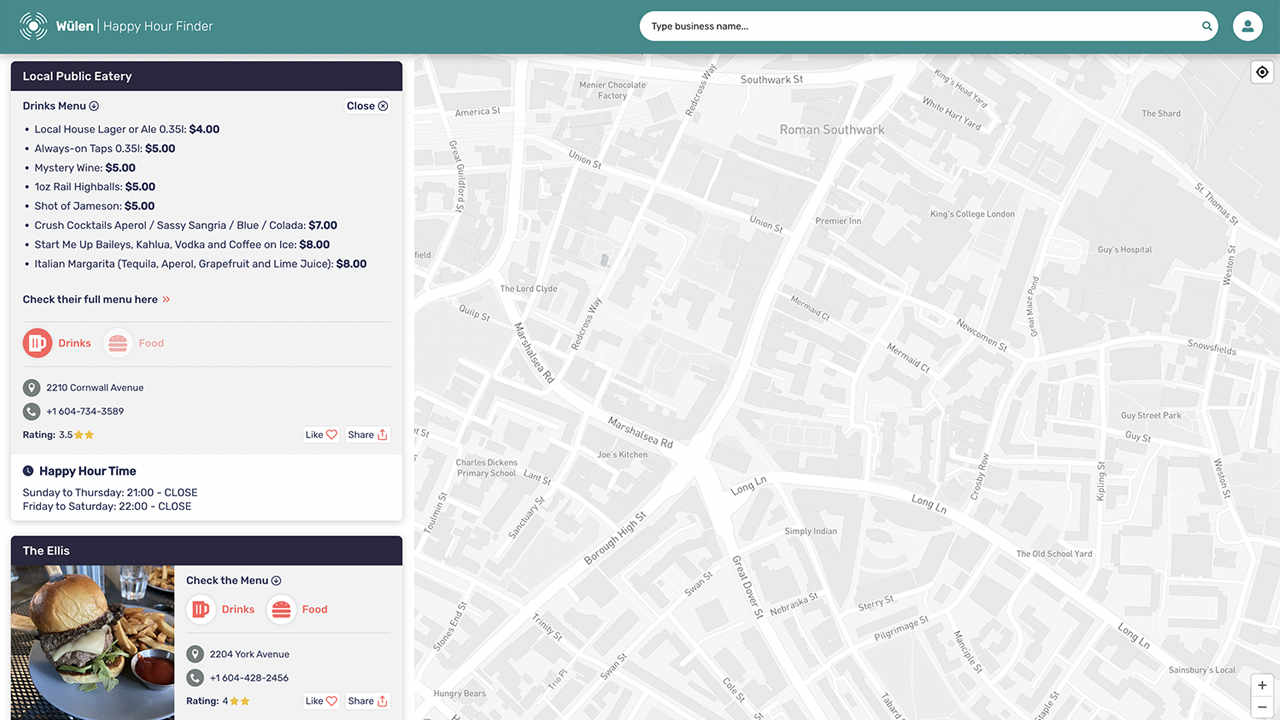 Wülen | Happy Hour Finder
Type business name...
Local Public Eatery
Drinks Menu
Close
• Local House Lager or Ale 0.35l: $4.00
• Always-on Taps 0.35l: $5.00
• Mystery Wine: $5.00
• 1oz Rail Highballs: $5.00
• Shot of Jameson: $5.00
• Crush Cocktails Aperol / Sassy Sangria / Blue / Colada: $7.00
• Start Me Up Baileys, Kahlua, Vodka and Coffee on Ice: $8.00
• Italian Margarita (Tequila, Aperol, Grapefruit and Lime Juice): $8.00
Check their full menu here »
Drinks
Food
2210 Cornwall Avenue
+1 604-734-3589
Rating: 3.5
Like
Share
Happy Hour Time
Sunday to Thursday: 21:00 - CLOSE
Friday to Saturday: 22:00 - CLOSE
The Ellis
Check the Menu
Drinks
Food
2204 York Avenue
+1 604-428-2456
Rating: 4
Like
Share
Southwark St
Redcross Way
Menier Chocolate
Factory
America St
Great Guildford St
Union St
Roman Southwark
King's Head Yard
White Hart Yard
The Shard
St. Thomas St
Union St
Premier Inn
King's College London
Guy's Hospital
Weston St
field
The Lord Clyde
Quilp St
Redcross Way
Marshalsea Rd
Mermaid Ct
Great Maze Pond
Newcomen St
Mermaid Ct
Snowsfields
Marshalsea Rd
Joe's Kitchen
Guy Street Park
Guy St
nt St
Charles Dickens
Primary School
Lant St
Long Ln
Long Ln
Crosby Row
Kipling St
Weston St
Toulmin St
Sanctuary St
Borough High St
Simply Indian
The Old School Yard
Great Dover St
Swan St
Nebraska St
Sterry St
Pilgrimage St
Stones End St
Trinity St
Manciple St
Long Ln
Swan St
Trio Pl
Sainsbury's Local
Hungry Bears
Cole St
Tabard St
Staple St
+
−